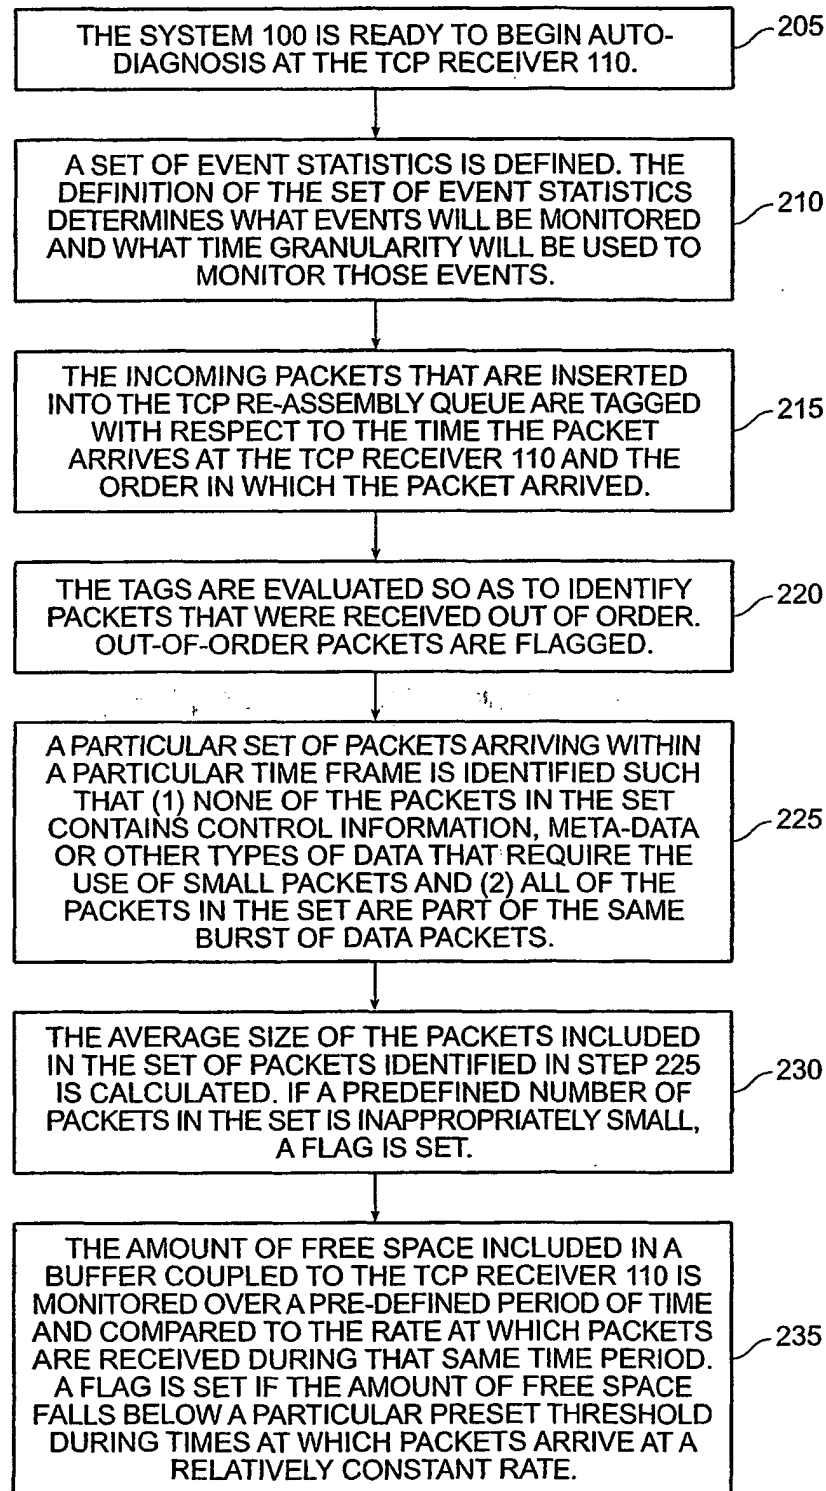 THE SYSTEM 100 IS READY TO BEGIN AUTO-
DIAGNOSIS AT THE TCP RECEIVER 110.
205
A SET OF EVENT STATISTICS IS DEFINED. THE
DEFINITION OF THE SET OF EVENT STATISTICS
DETERMINES WHAT EVENTS WILL BE MONITORED
AND WHAT TIME GRANULARITY WILL BE USED TO
MONITOR THOSE EVENTS.
210
THE INCOMING PACKETS THAT ARE INSERTED
INTO THE TCP RE-ASSEMBLY QUEUE ARE TAGGED
WITH RESPECT TO THE TIME THE PACKET
ARRIVES AT THE TCP RECEIVER 110 AND THE
ORDER IN WHICH THE PACKET ARRIVED.
215
THE TAGS ARE EVALUATED SO AS TO IDENTIFY
PACKETS THAT WERE RECEIVED OUT OF ORDER.
OUT-OF-ORDER PACKETS ARE FLAGGED.
220
A PARTICULAR SET OF PACKETS ARRIVING WITHIN
A PARTICULAR TIME FRAME IS IDENTIFIED SUCH
THAT (1) NONE OF THE PACKETS IN THE SET
CONTAINS CONTROL INFORMATION, META-DATA
OR OTHER TYPES OF DATA THAT REQUIRE THE
USE OF SMALL PACKETS AND (2) ALL OF THE
PACKETS IN THE SET ARE PART OF THE SAME
BURST OF DATA PACKETS.
225
THE AVERAGE SIZE OF THE PACKETS INCLUDED
IN THE SET OF PACKETS IDENTIFIED IN STEP 225
IS CALCULATED. IF A PREDEFINED NUMBER OF
PACKETS IN THE SET IS INAPPROPRIATELY SMALL,
A FLAG IS SET.
230
THE AMOUNT OF FREE SPACE INCLUDED IN A
BUFFER COUPLED TO THE TCP RECEIVER 110 IS
MONITORED OVER A PRE-DEFINED PERIOD OF TIME
AND COMPARED TO THE RATE AT WHICH PACKETS
ARE RECEIVED DURING THAT SAME TIME PERIOD.
A FLAG IS SET IF THE AMOUNT OF FREE SPACE
FALLS BELOW A PARTICULAR PRESET THRESHOLD
DURING TIMES AT WHICH PACKETS ARRIVE AT A
RELATIVELY CONSTANT RATE.
235